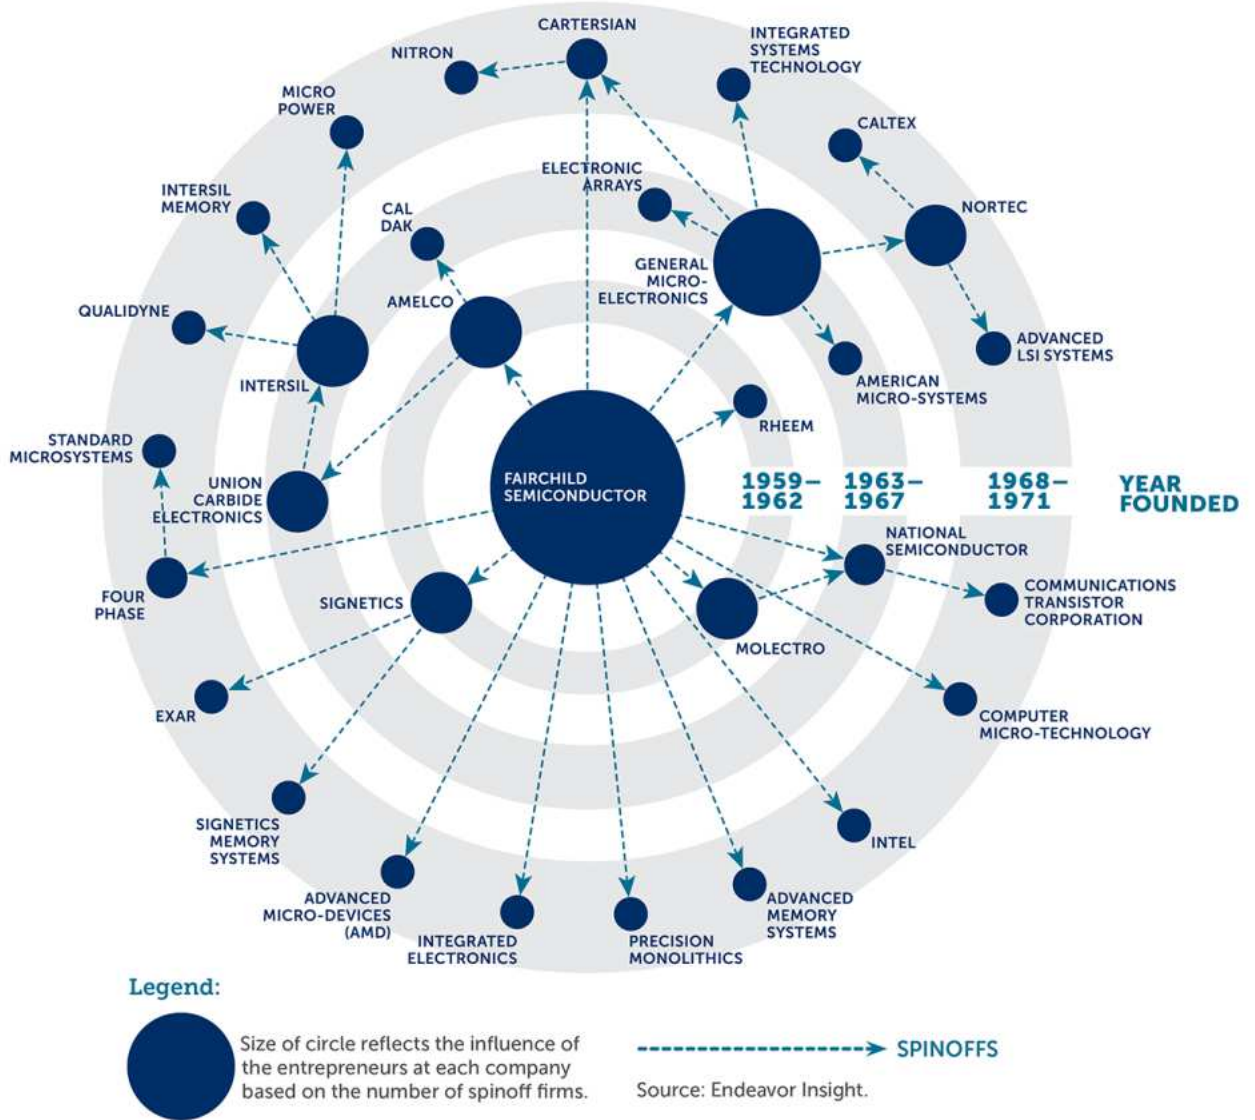 CARTERSIAN
NITRON
INTEGRATED
SYSTEMS
TECHNOLOGY
MICRO
POWER
CALTEX
ELECTRONIC
ARRAYS
INTERSIL
MEMORY
CAL
DAK
NORTEC
GENERAL
MICRO-
ELECTRONICS
AMELCO
QUALIDYNE
ADVANCED
LSI SYSTEMS
INTERSIL
AMERICAN
MICRO-SYSTEMS
RHEEM
STANDARD
MICROSYSTEMS
UNION
CARBIDE
ELECTRONICS
FAIRCHILD
SEMICONDUCTOR
1959–
1962
1963–
1967
1968–
1971
YEAR
FOUNDED
NATIONAL
SEMICONDUCTOR
COMMUNICATIONS
TRANSISTOR
CORPORATION
FOUR
PHASE
SIGNETICS
MOLECTRO
EXAR
COMPUTER
MICRO-TECHNOLOGY
SIGNETICS
MEMORY
SYSTEMS
INTEL
ADVANCED
MICRO-DEVICES
(AMD)
INTEGRATED
ELECTRONICS
PRECISION
MONOLITHICS
ADVANCED
MEMORY
SYSTEMS
Legend:
Size of circle reflects the influence of
the entrepreneurs at each company
based on the number of spinoff firms.
SPINOFFS
Source: Endeavor Insight.